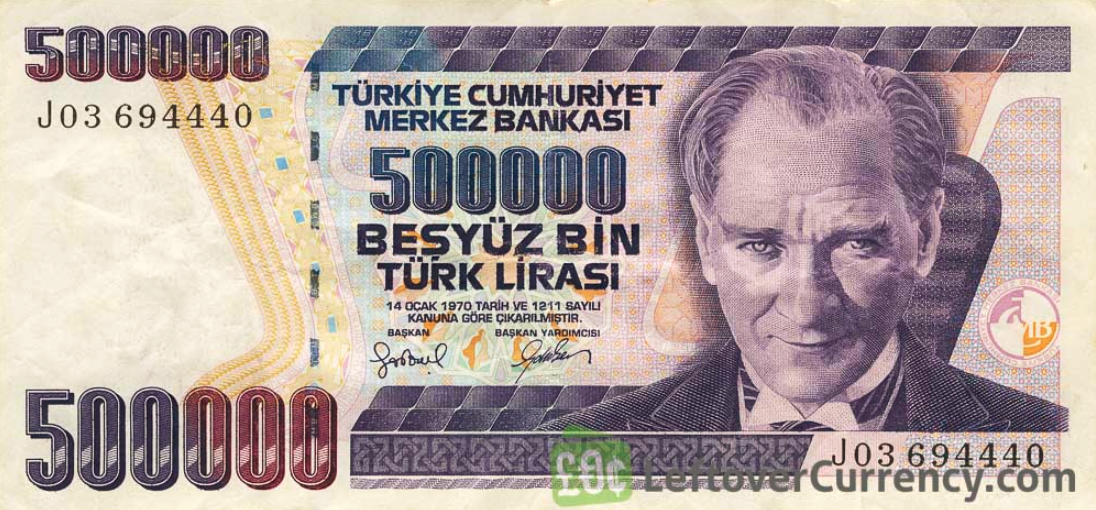 500000
J03 694440
TÜRKİYE CUMHURİYET
MERKEZ BANKASI
500000
BEŞYÜZ BİN
TÜRK LİRASI
14 OCAK 1970 TARİH VE 1211 SAYILI
KANUNA GÖRE ÇIKARILMIŞTIR.
BAŞKAN BAŞKAN YARDIMCISI
500000
J03 694440
£0¢ LeftoverCurrency.com